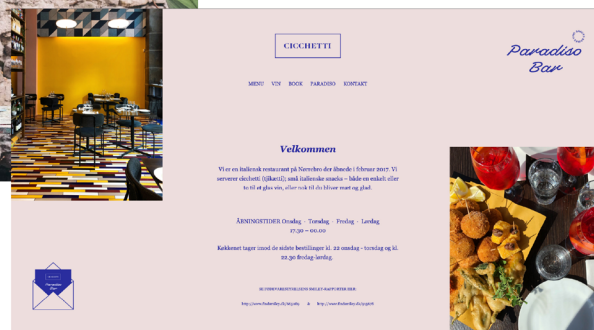 CICCHETTI
Paradiso
Bar
MENU VIN BOOK PARADISO KONTAKT
Velkommen
Vi er en italiensk restaurant på Nørrebro der åbnede i februar 2017. Vi
serverer cicchetti (tjikætti); små italienske snacks – både en enkelt eller
to til et glas vin, eller nok til du bliver mæt og glad.
ÅBNINGSTIDER Onsdag - Torsdag - Fredag - Lørdag
17.30 – 00.00
Køkkenet tager imod de sidste bestillinger kl. 22 onsdag - torsdag og kl.
22.30 fredag-lørdag.
Paradiso
Bar